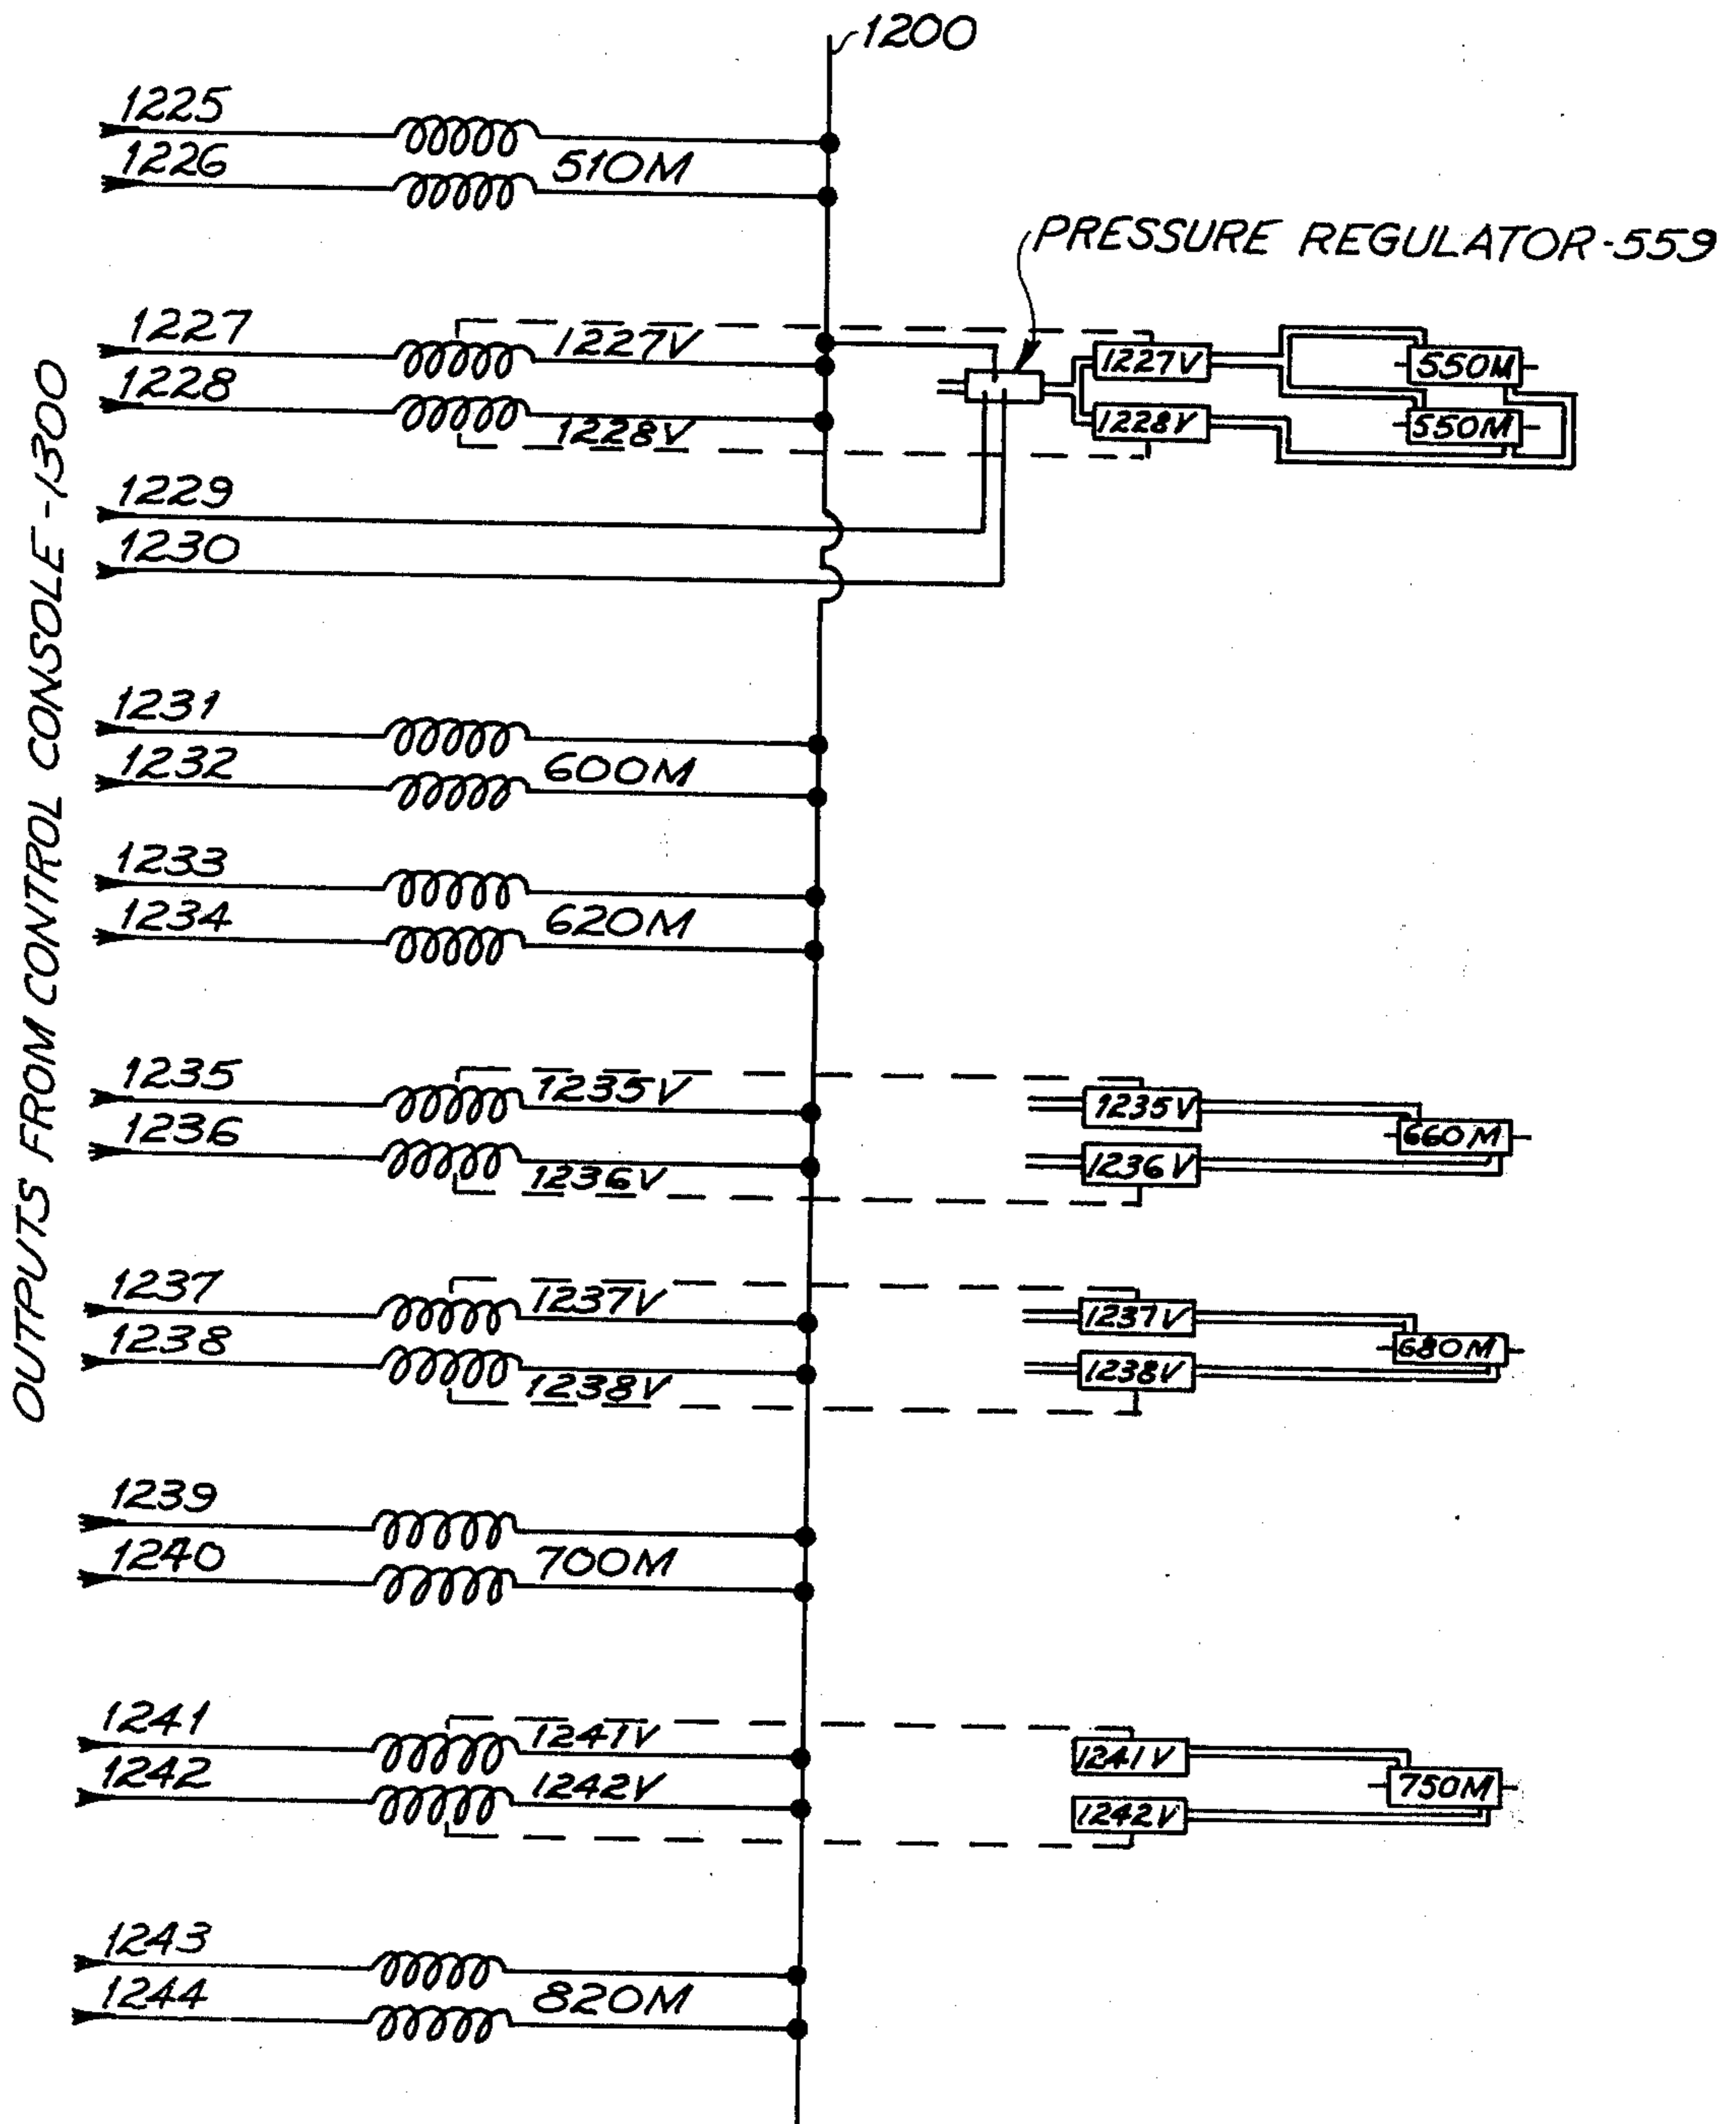 1200
1225
1226
510M
PRESSURE REGULATOR-559
1227
1227V
1227V
550M
1228
1228V
1228V
550M
1229
1230
OUTPUTS FROM CONTROL CONSOLE-1300
1231
1232
600M
1233
1234
620M
1235
1235V
1235V
660M
1236
1236V
1236V
1237
1237V
1237V
680M
1238
1238V
1238V
1239
1240
700M
1241
1241V
1241V
750M
1242
1242V
1242V
1243
1244
820M